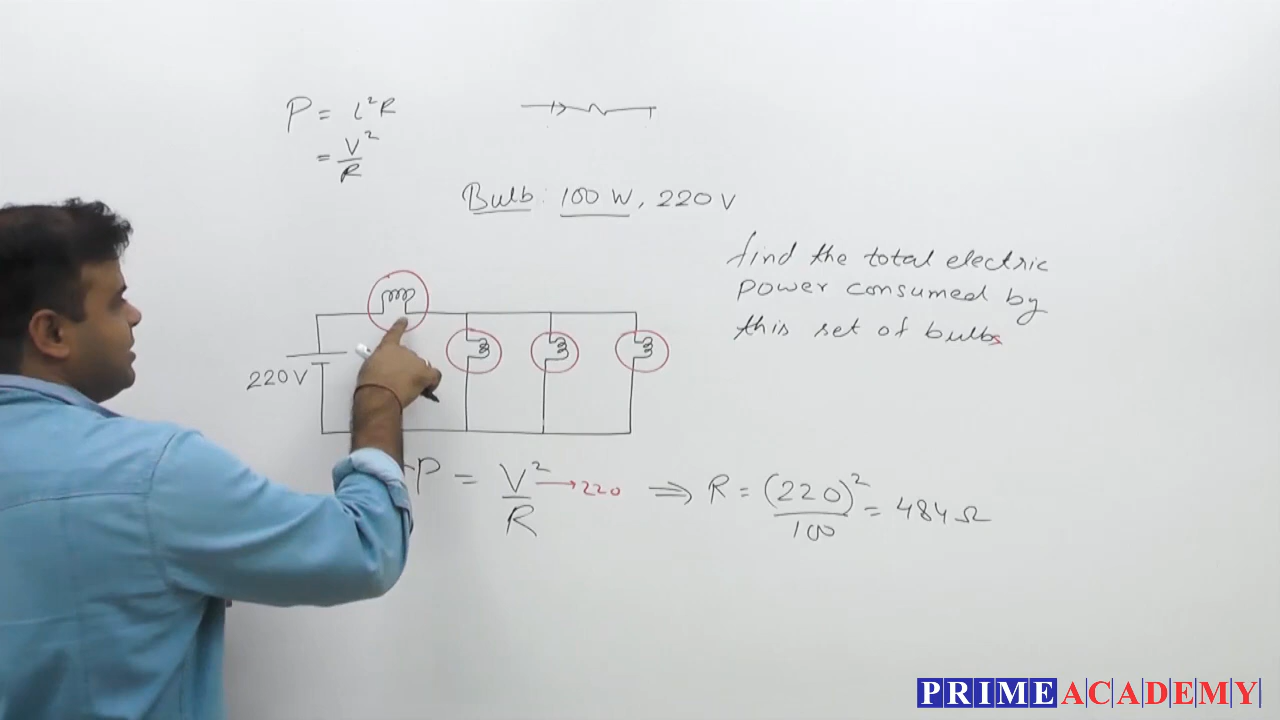 P = i²R
= V²/R
Bulb : 100 W, 220 V
find the total electric
power consumed by
this set of bulbs
220V
P = V²/R → 220 ⇒ R = (220)²/100 = 484 Ω
PRIME ACADEMY